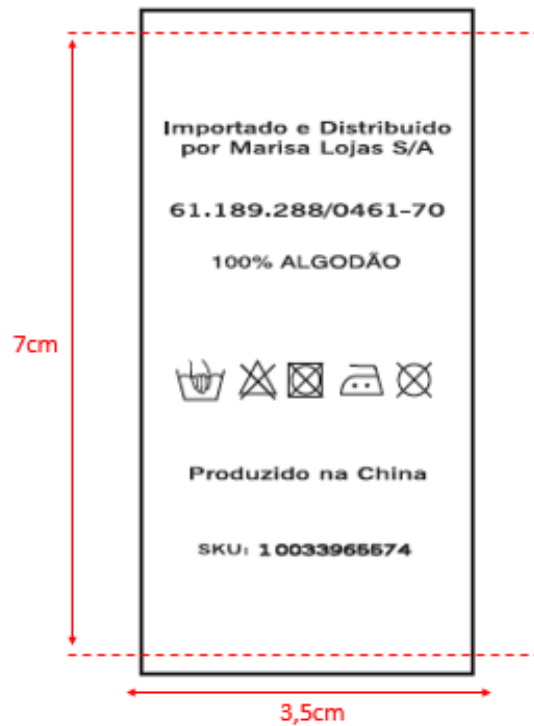 Importado e Distribuido
por Marisa Lojas S/A
61.189.288/0461-70
100% ALGODÃO
7cm
Produzido na China
SKU: 10033965574
3,5cm